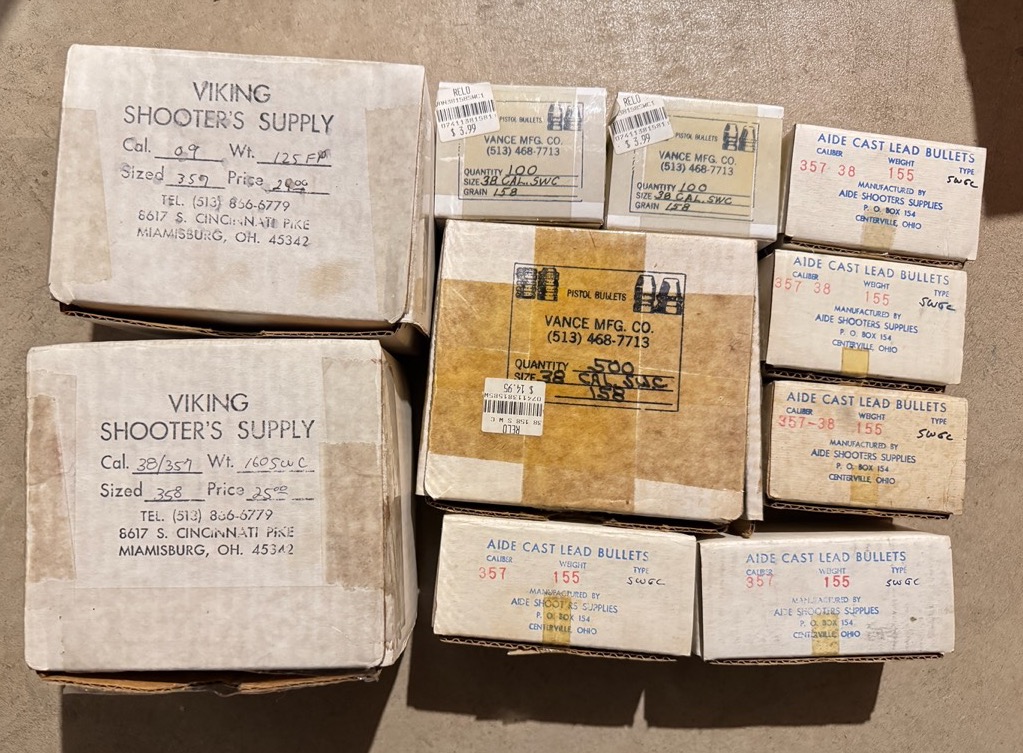 VIKING
SHOOTER'S SUPPLY
Cal. 09 Wt. 125 FP
Sized 357 Price 20.00
TEL. (513) 866-6779
8617 S. CINCINNATI PIKE
MIAMISBURG, OH. 45342
RELO
$ 3.99
PISTOL BULLETS
VANCE MFG. CO.
(513) 468-7713
QUANTITY 100
SIZE 38 CAL. SWC
GRAIN 158
RELO
$ 3.99
PISTOL BULLETS
VANCE MFG. CO.
(513) 468-7713
QUANTITY 100
SIZE 38 CAL. SWC
GRAIN 158
AIDE CAST LEAD BULLETS
CALIBER WEIGHT TYPE
357-38 155 SWGC
MANUFACTURED BY
AIDE SHOOTERS SUPPLIES
P. O. BOX 154
CENTERVILLE, OHIO
AIDE CAST LEAD BULLETS
CALIBER WEIGHT TYPE
357 38 155 SWGC
MANUFACTURED BY
AIDE SHOOTERS SUPPLIES
P. O. BOX 154
CENTERVILLE, OHIO
AIDE CAST LEAD BULLETS
CALIBER WEIGHT TYPE
357-38 155 SWGC
MANUFACTURED BY
AIDE SHOOTERS SUPPLIES
P. O. BOX 154
CENTERVILLE, OHIO
VIKING
SHOOTER'S SUPPLY
Cal. 38/357 Wt. 160 SWC
Sized 358 Price 25.00
TEL. (513) 866-6779
8617 S. CINCINNATI PIKE
MIAMISBURG, OH. 45342
PISTOL BULLETS
VANCE MFG. CO.
(513) 468-7713
QUANTITY 500
SIZE 38 CAL. SWC
158
$ 14.95
38 158 S W C
RELO
AIDE CAST LEAD BULLETS
CALIBER WEIGHT TYPE
357 155 SWGC
MANUFACTURED BY
AIDE SHOOTERS SUPPLIES
P. O. BOX 154
CENTERVILLE, OHIO
AIDE CAST LEAD BULLETS
CALIBER WEIGHT TYPE
357 155 SWGC
MANUFACTURED BY
AIDE SHOOTERS SUPPLIES
P. O. BOX 154
CENTERVILLE, OHIO